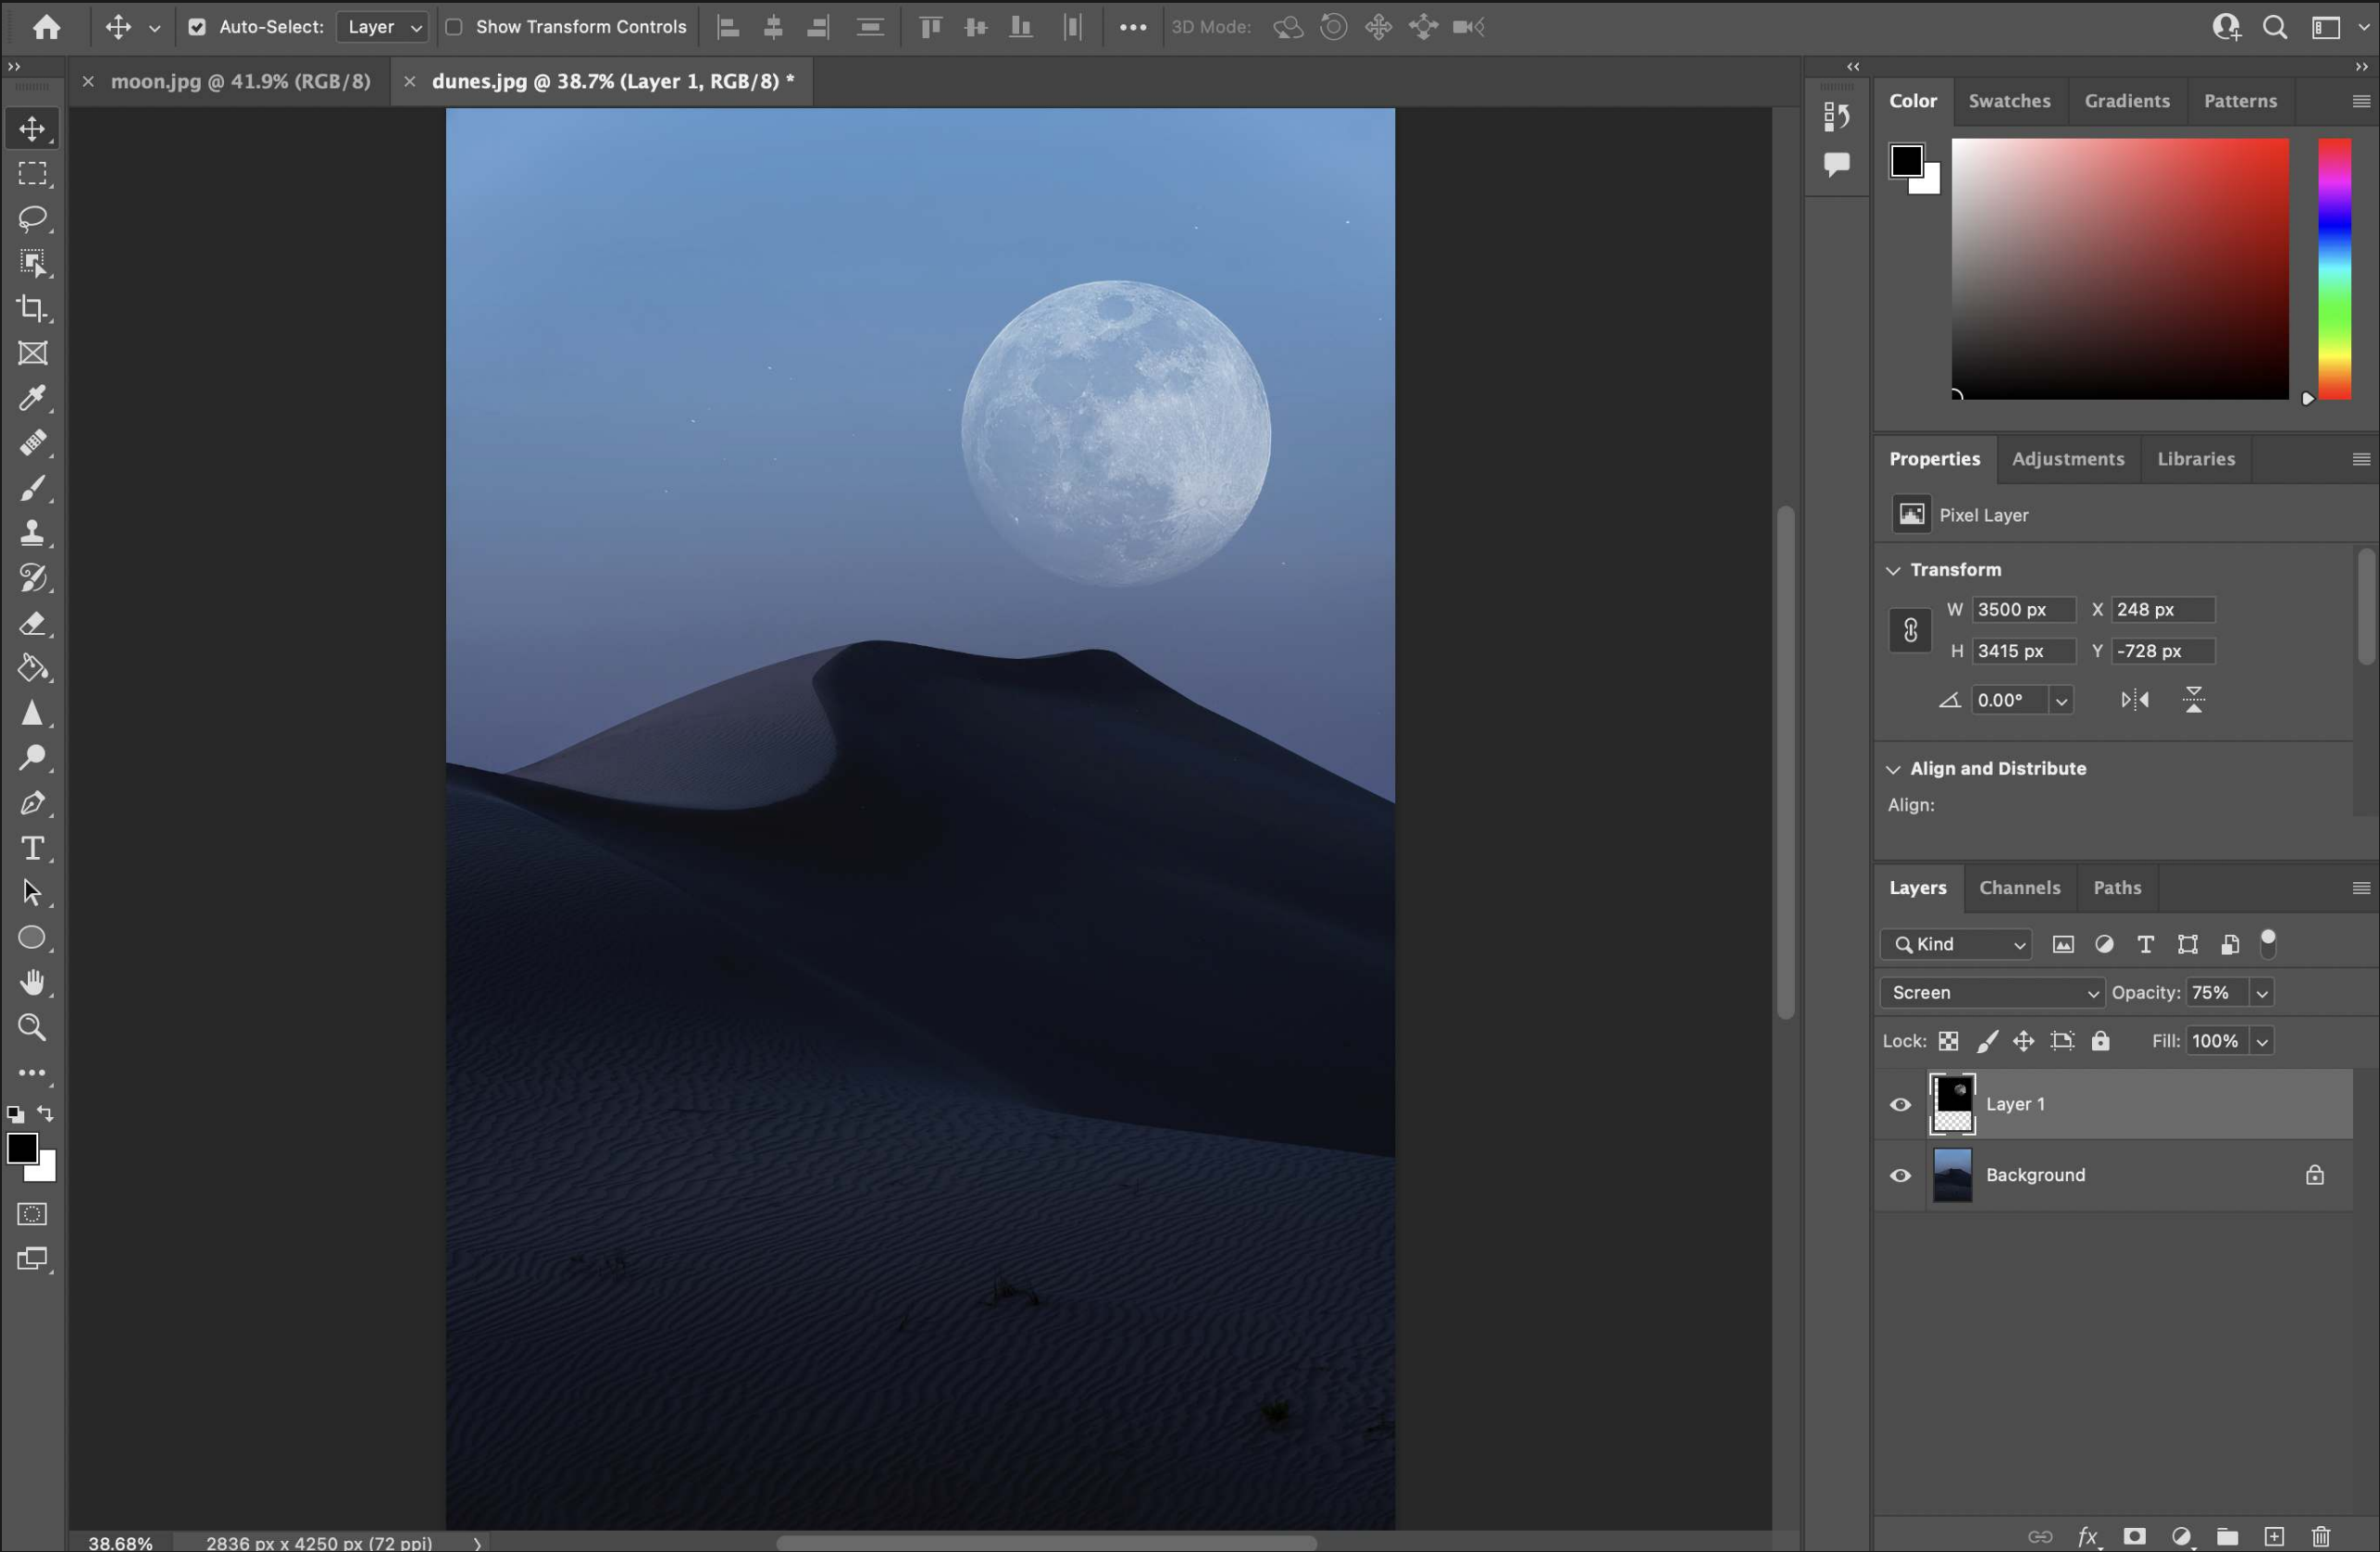 Auto-Select: Layer Show Transform Controls 3D Mode:
moon.jpg @ 41.9% (RGB/8) dunes.jpg @ 38.7% (Layer 1, RGB/8) *
Color Swatches Gradients Patterns
Properties Adjustments Libraries
Pixel Layer
Transform
W 3500 px X 248 px
H 3415 px Y -728 px
0.00°
Align and Distribute
Align:
Layers Channels Paths
Kind
Screen Opacity: 75%
Lock: Fill: 100%
Layer 1
Background
fx
38.68% 2836 px x 4250 px (72 ppi)